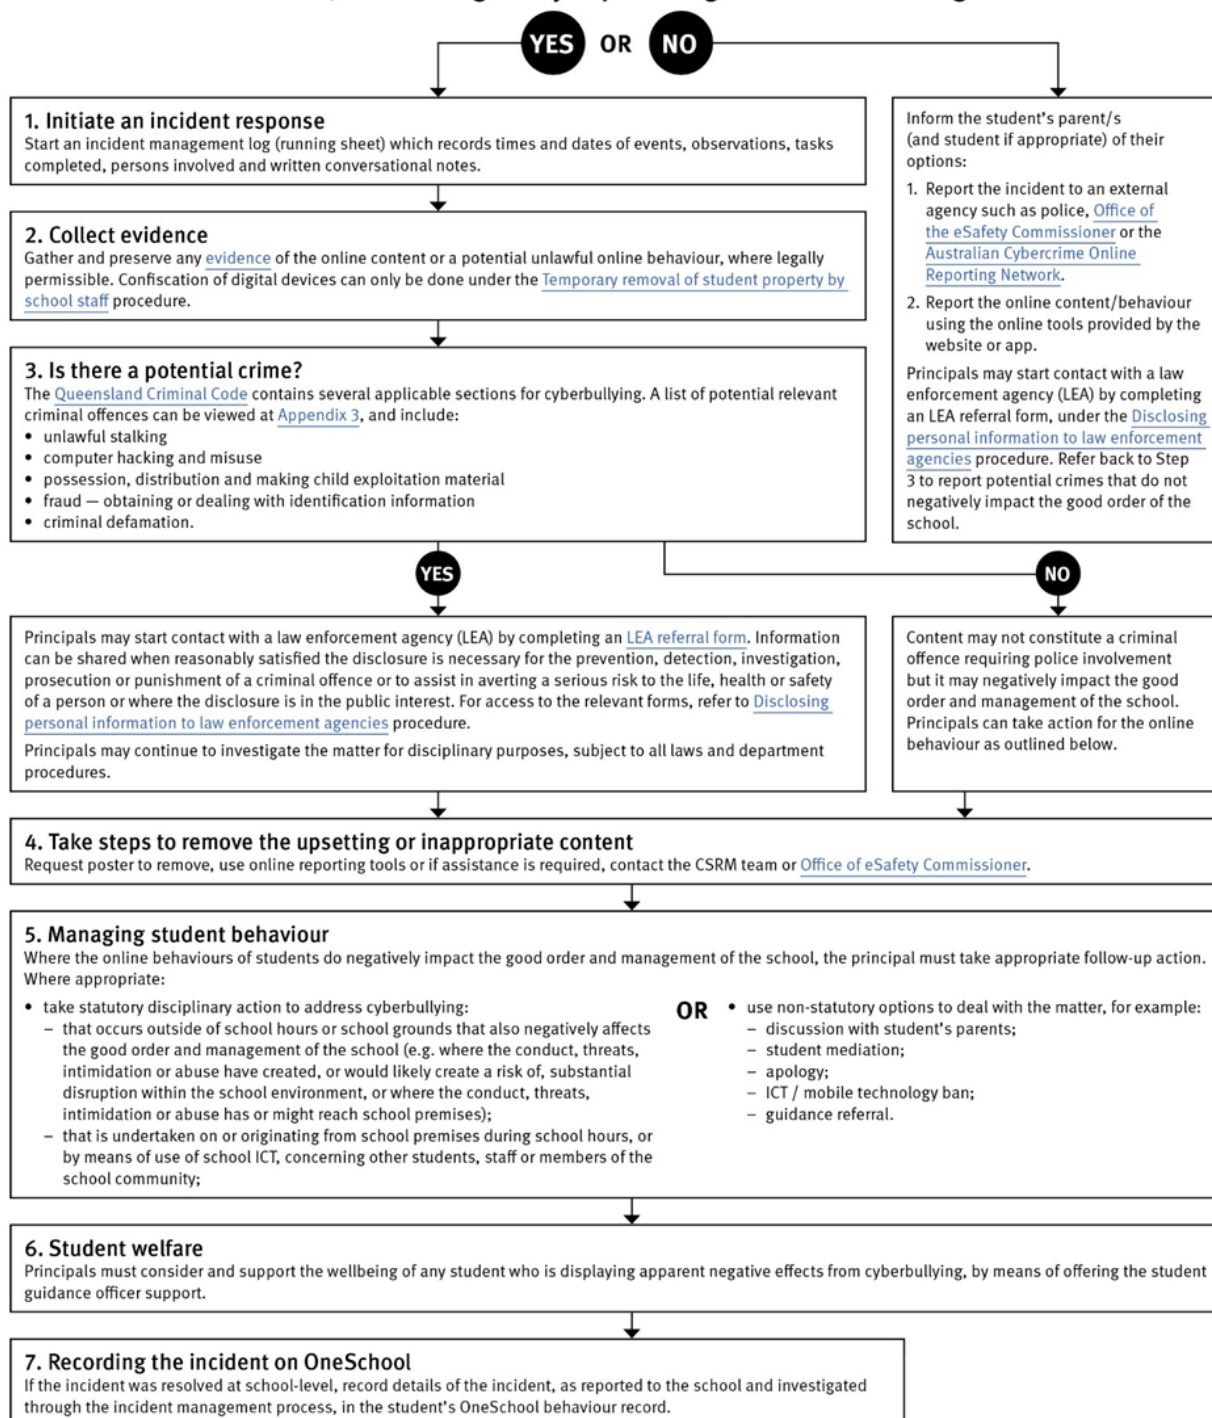 YES OR NO
1. Initiate an incident response
Start an incident management log (running sheet) which records times and dates of events, observations, tasks
completed, persons involved and written conversational notes.
2. Collect evidence
Gather and preserve any evidence of the online content or a potential unlawful online behaviour, where legally
permissible. Confiscation of digital devices can only be done under the Temporary removal of student property by
school staff procedure.
3. Is there a potential crime?
The Queensland Criminal Code contains several applicable sections for cyberbullying. A list of potential relevant
criminal offences can be viewed at Appendix 3, and include:
• unlawful stalking
• computer hacking and misuse
• possession, distribution and making child exploitation material
• fraud — obtaining or dealing with identification information
• criminal defamation.
Inform the student's parent/s
(and student if appropriate) of their
options:
1. Report the incident to an external
agency such as police, Office of
the eSafety Commissioner or the
Australian Cybercrime Online
Reporting Network.
2. Report the online content/behaviour
using the online tools provided by the
website or app.
Principals may start contact with a law
enforcement agency (LEA) by completing
an LEA referral form, under the Disclosing
personal information to law enforcement
agencies procedure. Refer back to Step
3 to report potential crimes that do not
negatively impact the good order of the
school.
YES
NO
Principals may start contact with a law enforcement agency (LEA) by completing an LEA referral form. Information
can be shared when reasonably satisfied the disclosure is necessary for the prevention, detection, investigation,
prosecution or punishment of a criminal offence or to assist in averting a serious risk to the life, health or safety
of a person or where the disclosure is in the public interest. For access to the relevant forms, refer to Disclosing
personal information to law enforcement agencies procedure.
Principals may continue to investigate the matter for disciplinary purposes, subject to all laws and department
procedures.
Content may not constitute a criminal
offence requiring police involvement
but it may negatively impact the good
order and management of the school.
Principals can take action for the online
behaviour as outlined below.
4. Take steps to remove the upsetting or inappropriate content
Request poster to remove, use online reporting tools or if assistance is required, contact the CSRM team or Office of eSafety Commissioner.
5. Managing student behaviour
Where the online behaviours of students do negatively impact the good order and management of the school, the principal must take appropriate follow-up action.
Where appropriate:
• take statutory disciplinary action to address cyberbullying:
– that occurs outside of school hours or school grounds that also negatively affects
the good order and management of the school (e.g. where the conduct, threats,
intimidation or abuse have created, or would likely create a risk of, substantial
disruption within the school environment, or where the conduct, threats,
intimidation or abuse has or might reach school premises);
– that is undertaken on or originating from school premises during school hours, or
by means of use of school ICT, concerning other students, staff or members of the
school community;
OR
• use non-statutory options to deal with the matter, for example:
– discussion with student's parents;
– student mediation;
– apology;
– ICT / mobile technology ban;
– guidance referral.
6. Student welfare
Principals must consider and support the wellbeing of any student who is displaying apparent negative effects from cyberbullying, by means of offering the student
guidance officer support.
7. Recording the incident on OneSchool
If the incident was resolved at school-level, record details of the incident, as reported to the school and investigated
through the incident management process, in the student's OneSchool behaviour record.